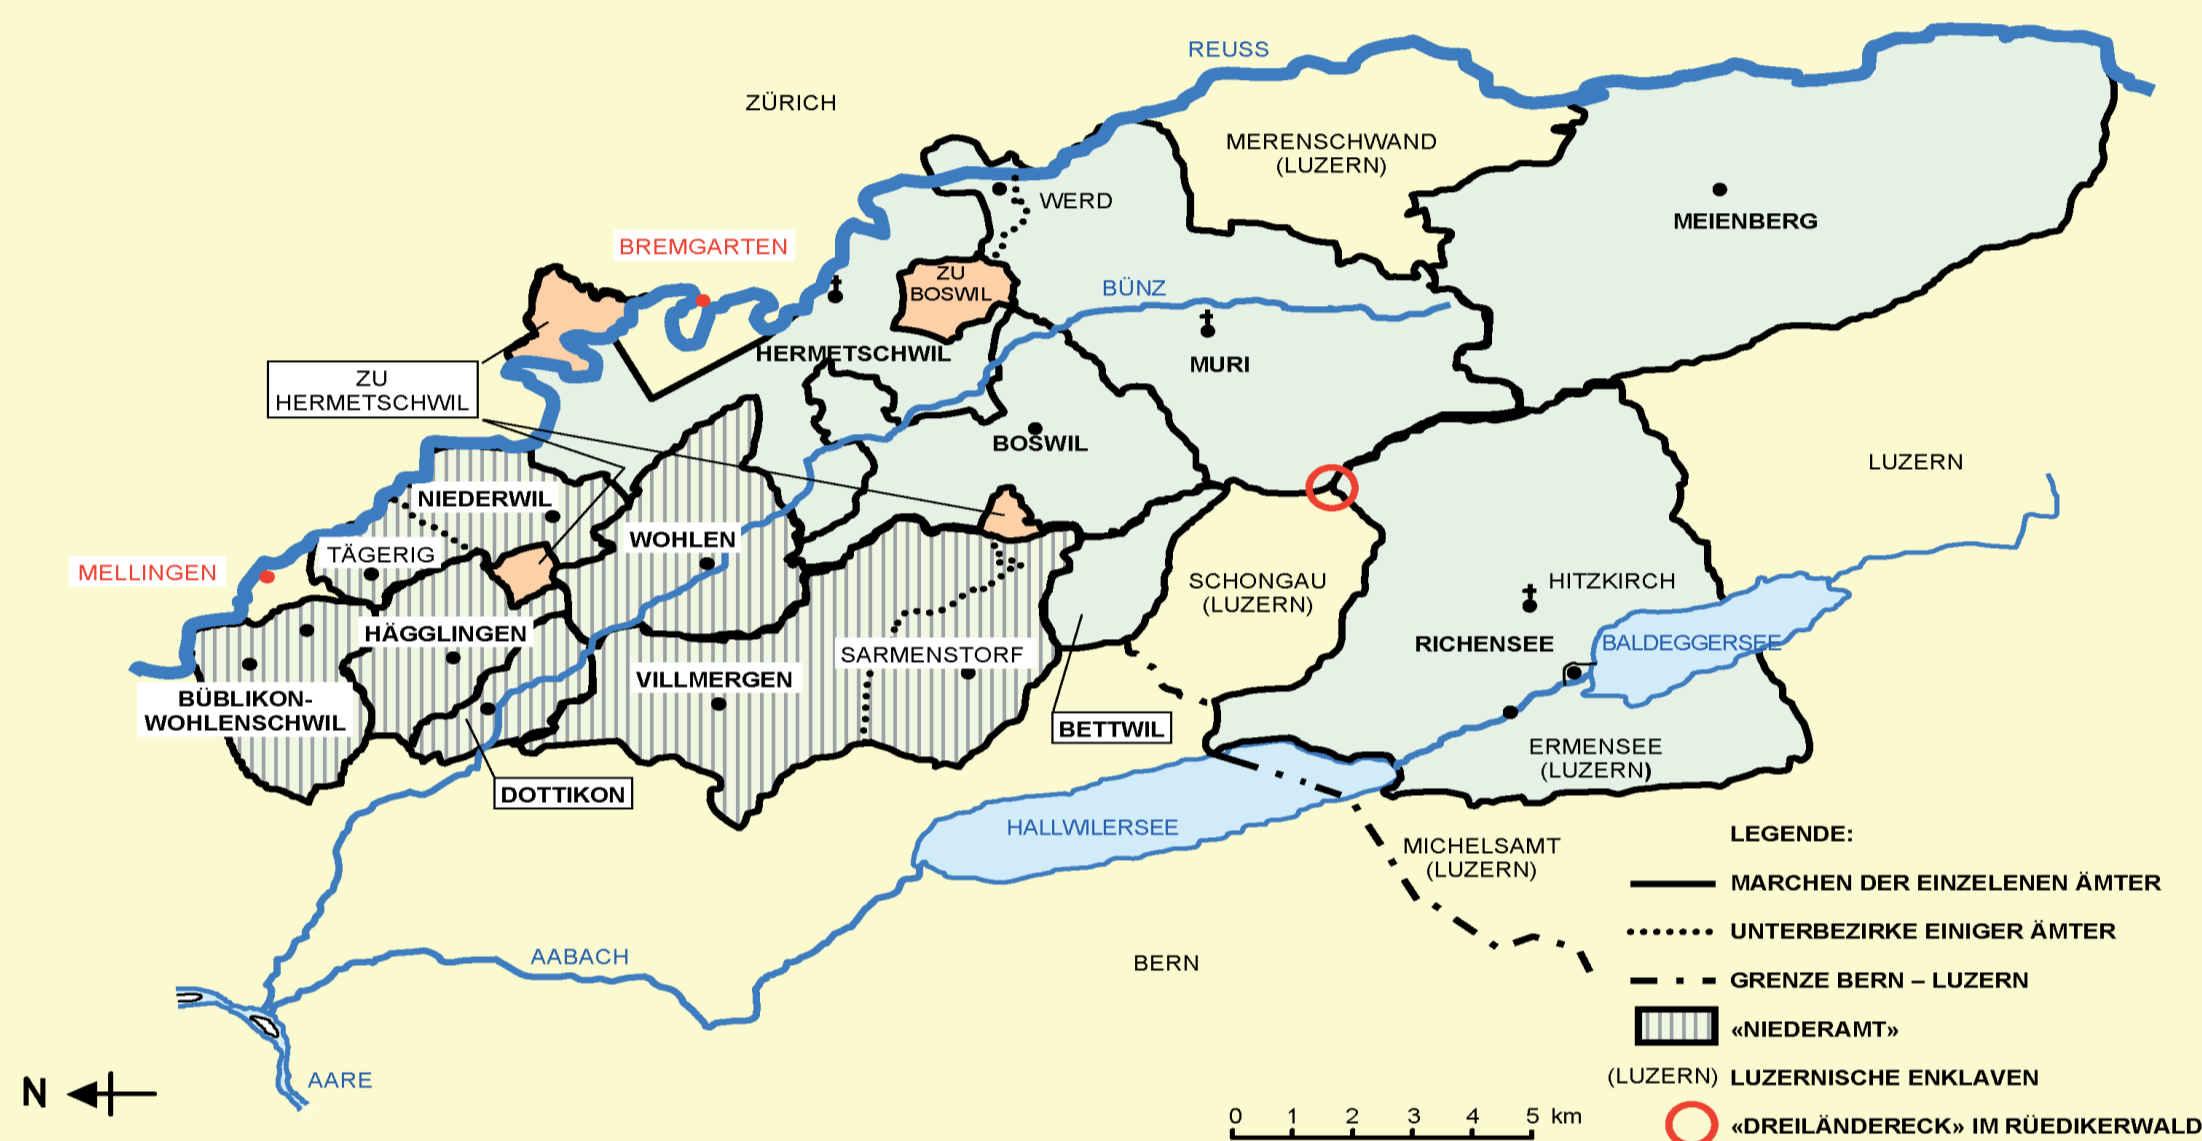 REUSS
ZÜRICH
MERENSCHWAND
(LUZERN)
WERD
MEIENBERG
BREMGARTEN
ZU
BOSWIL
BÜNZ
HERMETSCHWIL
MURI
ZU
HERMETSCHWIL
BOSWIL
LUZERN
NIEDERWIL
WOHLEN
TÄGERIG
MELLINGEN
SCHONGAU
(LUZERN)
HITZKIRCH
HÄGGLINGEN
RICHENSEE
BALDEGGERSEE
SARMENSTORF
VILLMERGEN
BÜBLIKON-
WOHLENSCHWIL
BETTWIL
ERMENSEE
(LUZERN)
DOTTIKON
HALLWILERSEE
MICHELSAMT
(LUZERN)
AABACH
BERN
AARE
N
0 1 2 3 4 5 km
LEGENDE:
MARCHEN DER EINZELENEN ÄMTER
UNTERBEZIRKE EINIGER ÄMTER
GRENZE BERN – LUZERN
«NIEDERAMT»
(LUZERN) LUZERNISCHE ENKLAVEN
«DREILÄNDERECK» IM RÜEDIKERWALD